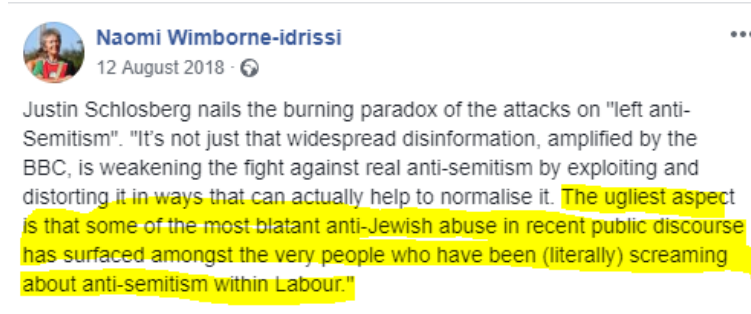 Naomi Wimborne-idrissi
12 August 2018 ·
Justin Schlosberg nails the burning paradox of the attacks on "left anti-
Semitism". "It's not just that widespread disinformation, amplified by the
BBC, is weakening the fight against real anti-semitism by exploiting and
distorting it in ways that can actually help to normalise it. The ugliest aspect
is that some of the most blatant anti-Jewish abuse in recent public discourse
has surfaced amongst the very people who have been (literally) screaming
about anti-semitism within Labour."